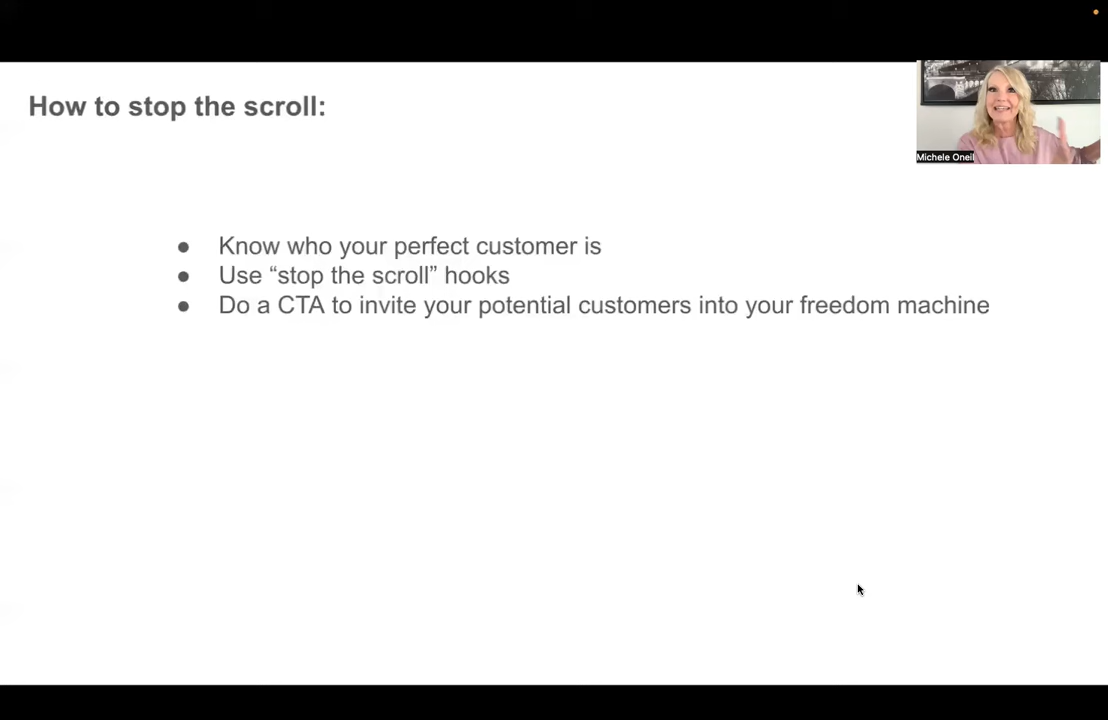 How to stop the scroll:
Michele Oneil
● Know who your perfect customer is
● Use “stop the scroll” hooks
● Do a CTA to invite your potential customers into your freedom machine